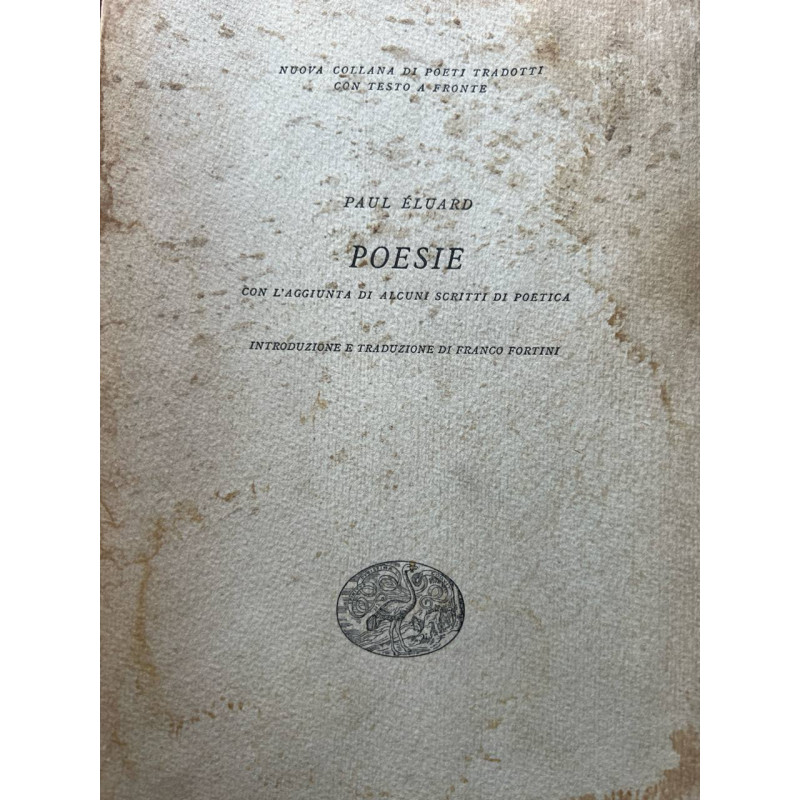 NUOVA COLLANA DI POETI TRADOTTI
CON TESTO A FRONTE
PAUL ÉLUARD
POESIE
CON L'AGGIUNTA DI ALCUNI SCRITTI DI POETICA
INTRODUZIONE E TRADUZIONE DI FRANCO FORTINI